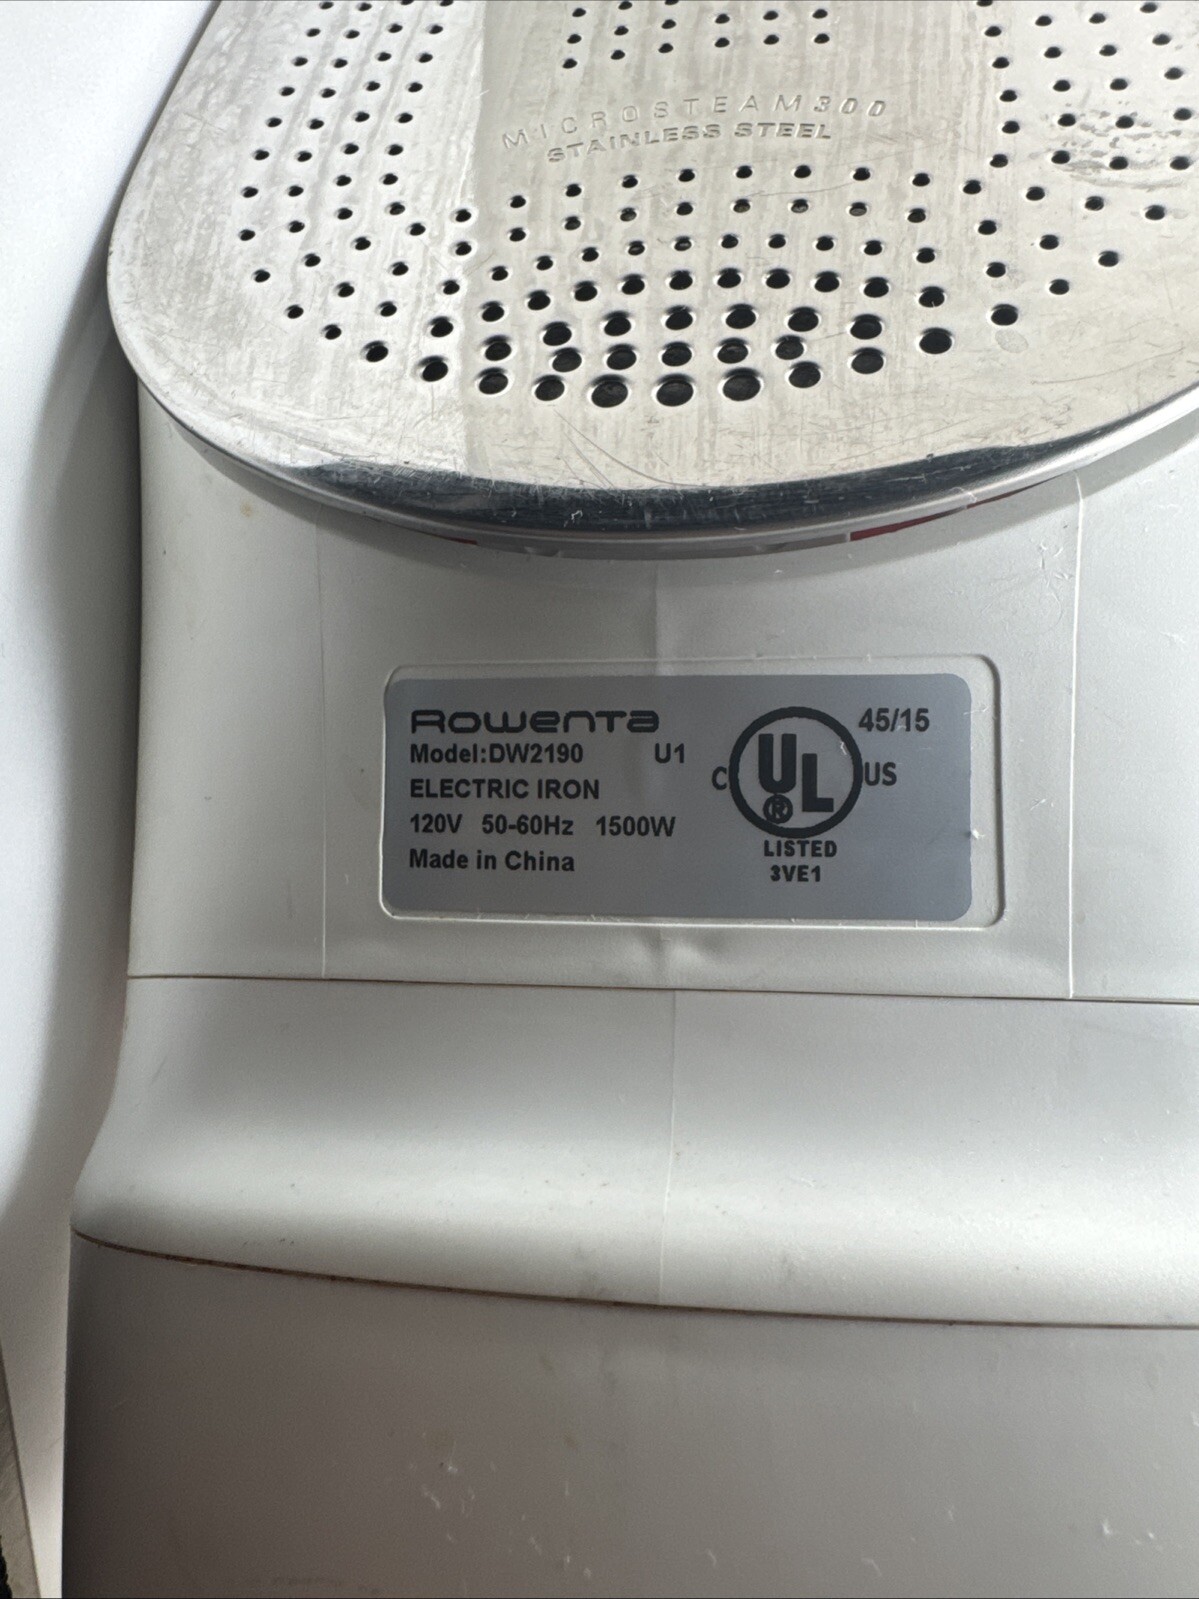 MICROSTEAM300
STAINLESS STEEL
Rowenta
Model:DW2190 U1
ELECTRIC IRON
120V 50-60Hz 1500W
Made in China
45/15
C UL ® US
LISTED
3VE1